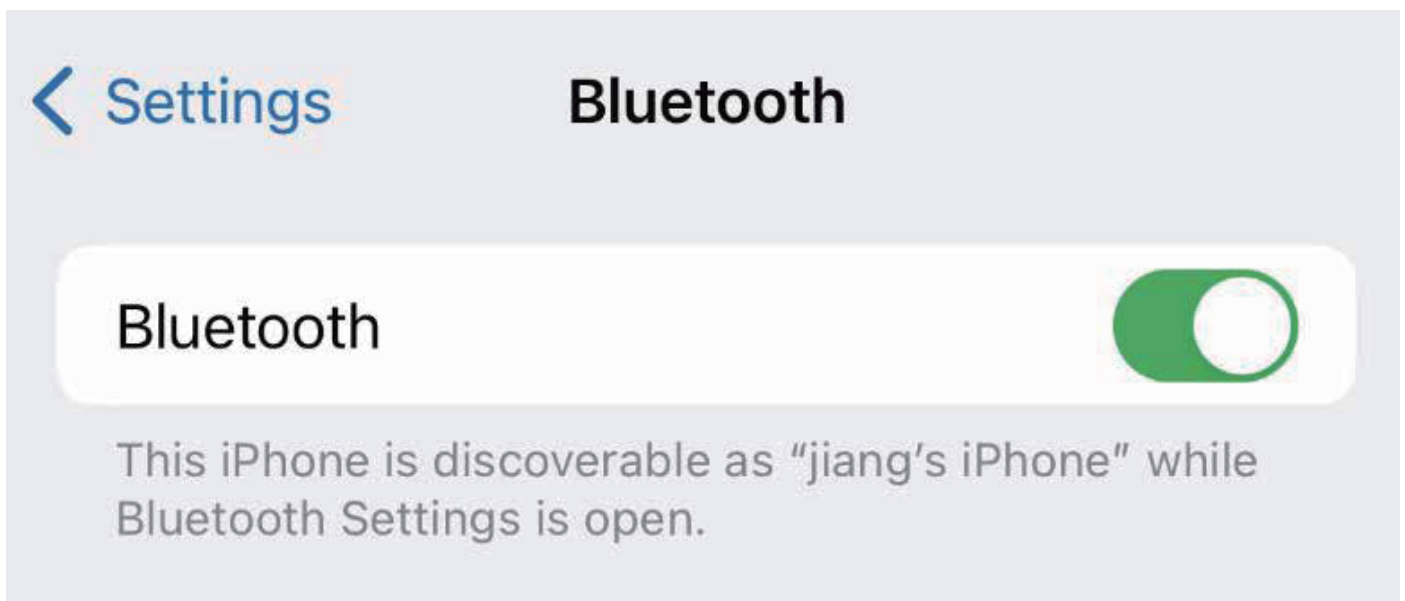 Settings
Bluetooth
Bluetooth
This iPhone is discoverable as “jiang’s iPhone” while
Bluetooth Settings is open.